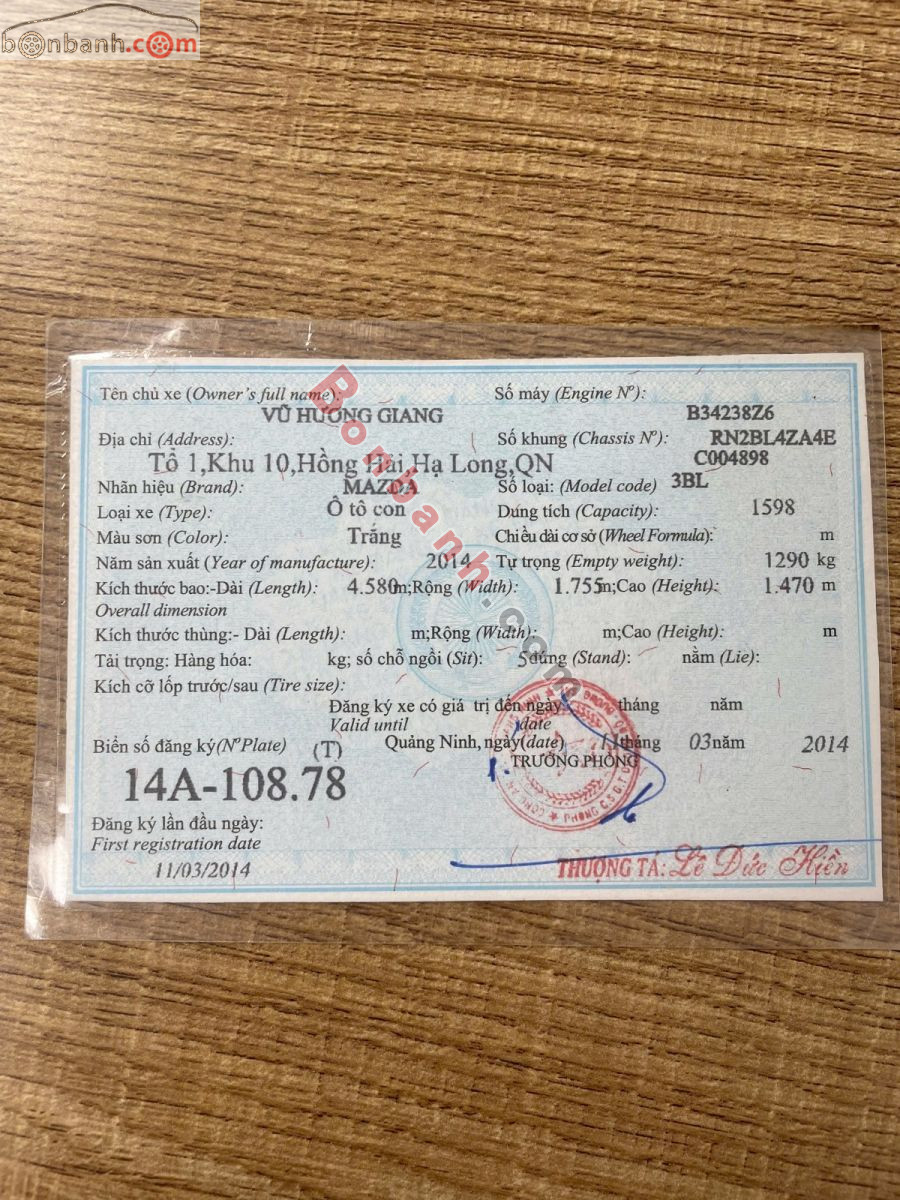 bonbanh.com
Tên chủ xe (Owner's full name):
VŨ HƯƠNG GIANG
Số máy (Engine Nº):
B34238Z6
Địa chỉ (Address):
Tổ 1,Khu 10,Hồng Hải,Hạ Long,QN
Số khung (Chassis Nº):
RN2BL4ZA4E
C004898
Nhãn hiệu (Brand): MAZDA
Số loại: (Model code) 3BL
Loại xe (Type): Ô tô con
Dung tích (Capacity): 1598
Màu sơn (Color): Trắng
Chiều dài cơ sở (Wheel Formula): m
Năm sản xuất (Year of manufacture): 2014
Tự trọng (Empty weight): 1290 kg
Kích thước bao:-Dài (Length): 4.580m;Rộng (Width): 1.755m;Cao (Height): 1.470 m
Overall dimension
Kích thước thùng:- Dài (Length): m;Rộng (Width): m;Cao (Height): m
Tải trọng: Hàng hóa: kg; số chỗ ngồi (Sit): 5 đứng (Stand): nằm (Lie):
Kích cỡ lốp trước/sau (Tire size):
Đăng ký xe có giá trị đến ngày tháng năm
Valid until date
Biển số đăng ký(NºPlate) (T)
Quảng Ninh,ngày(date) 11tháng 03năm 2014
TRƯỞNG PHÒNG
14A-108.78
Đăng ký lần đầu ngày:
First registration date
11/03/2014
THƯỢNG TÁ: Lê Đức Hiền
Bonbanh.com